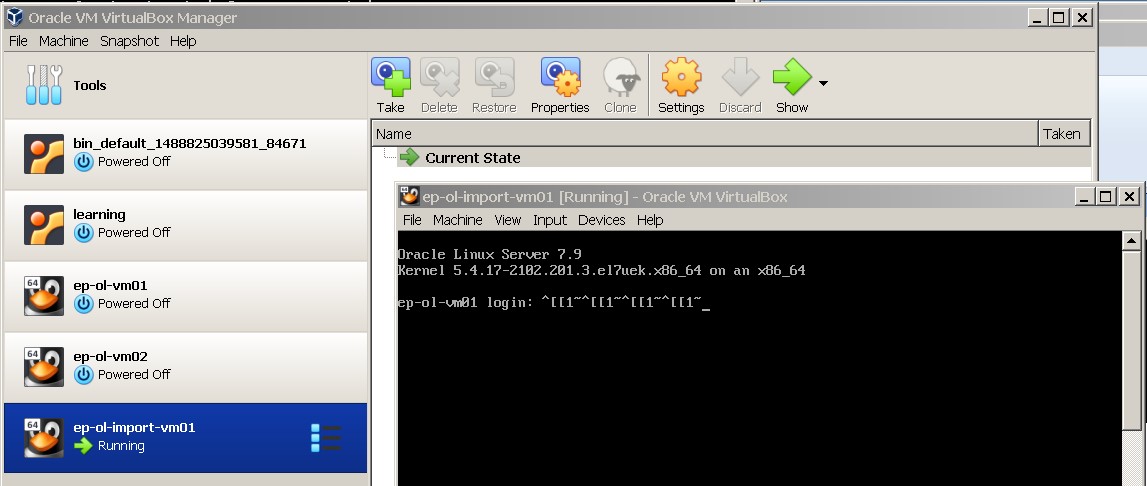 Oracle VM VirtualBox Manager
File Machine Snapshot Help
Tools
Take Delete Restore Properties Clone Settings Discard Show
bin_default_1488825039581_84671
Powered Off
learning
Powered Off
64
ep-ol-vm01
Powered Off
64
ep-ol-vm02
Powered Off
64
ep-ol-import-vm01
Running
Name Taken
Current State
64
ep-ol-import-vm01 [Running] - Oracle VM VirtualBox
File Machine View Input Devices Help
Oracle Linux Server 7.9
Kernel 5.4.17-2102.201.3.el7uek.x86_64 on an x86_64
ep-ol-vm01 login: ^[[1~^[[1~^[[1~^[[1~_